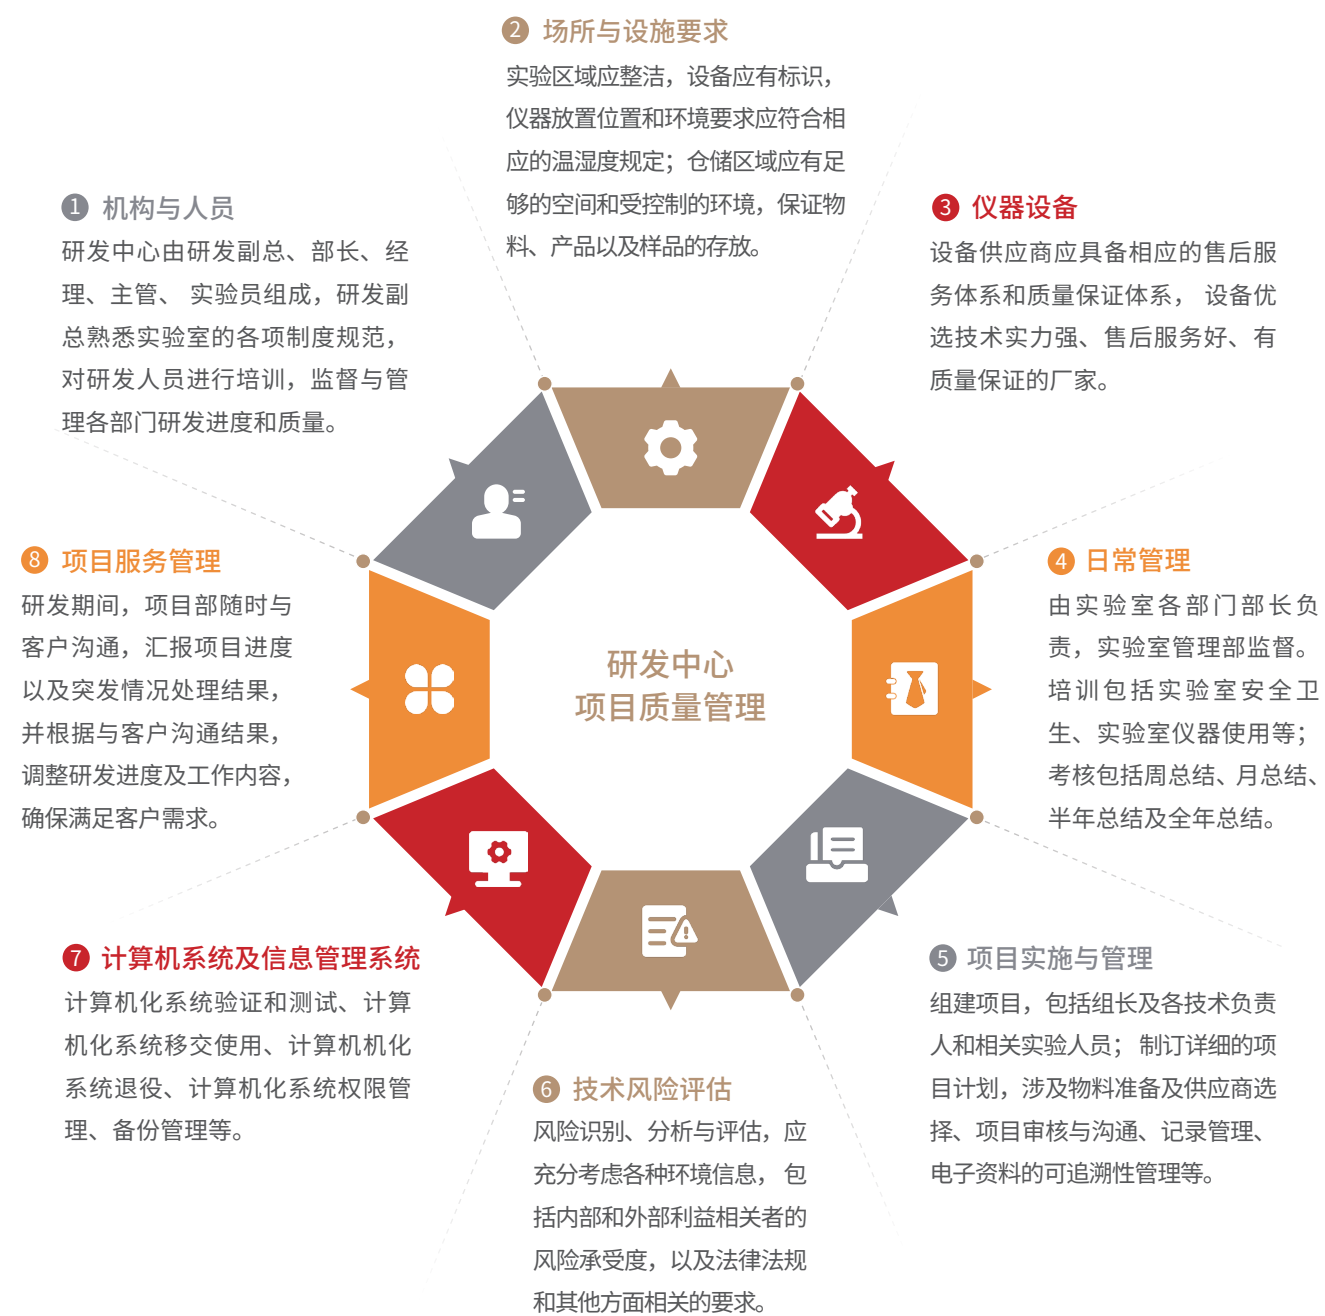 2 场所与设施要求
实验区域应整洁，设备应有标识，
仪器放置位置和环境要求应符合相
应的温湿度规定；仓储区域应有足
够的空间和受控制的环境，保证物
料、产品以及样品的存放。
1 机构与人员
研发中心由研发副总、部长、经
理、主管、 实验员组成，研发副
总熟悉实验室的各项制度规范，
对研发人员进行培训，监督与管
理各部门研发进度和质量。
3 仪器设备
设备供应商应具备相应的售后服
务体系和质量保证体系， 设备优
选技术实力强、售后服务好、有
质量保证的厂家。
8 项目服务管理
研发期间，项目部随时与
客户沟通，汇报项目进度
以及突发情况处理结果，
并根据与客户沟通结果，
调整研发进度及工作内容，
确保满足客户需求。
研发中心
项目质量管理
4 日常管理
由实验室各部门部长负
责，实验室管理部监督。
培训包括实验室安全卫
生、实验室仪器使用等；
考核包括周总结、月总结、
半年总结及全年总结。
7 计算机系统及信息管理系统
计算机化系统验证和测试、计算
机化系统移交使用、计算机机化
系统退役、计算机化系统权限管
理、备份管理等。
5 项目实施与管理
组建项目，包括组长及各技术负责
人和相关实验人员； 制订详细的项
目计划，涉及物料准备及供应商选
择、项目审核与沟通、记录管理、
电子资料的可追溯性管理等。
6 技术风险评估
风险识别、分析与评估，应
充分考虑各种环境信息， 包
括内部和外部利益相关者的
风险承受度，以及法律法规
和其他方面相关的要求。